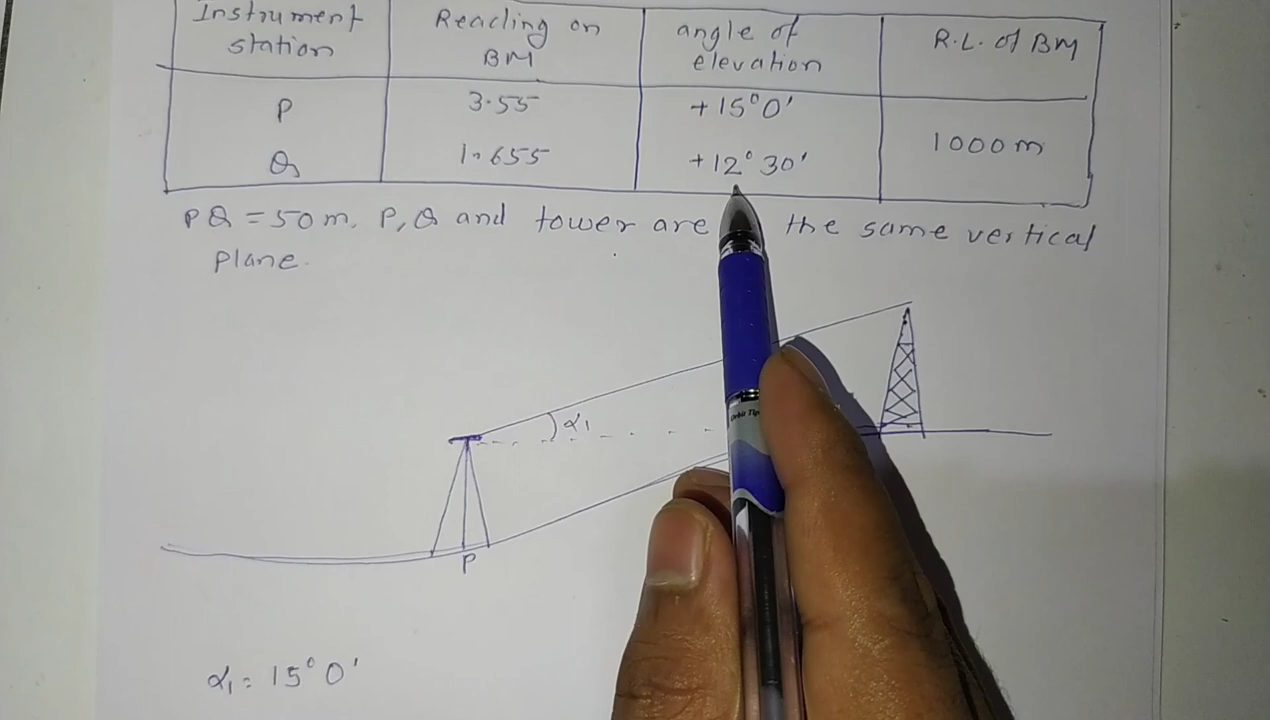 Instrument station
Reading on BM
angle of elevation
R.L. of BM
P
3.55
+15°0'
1000m
Q
1.655
+12°30'
PQ = 50m. P, Q and tower are the same vertical
plane.
α1
P
α1 = 15°0'